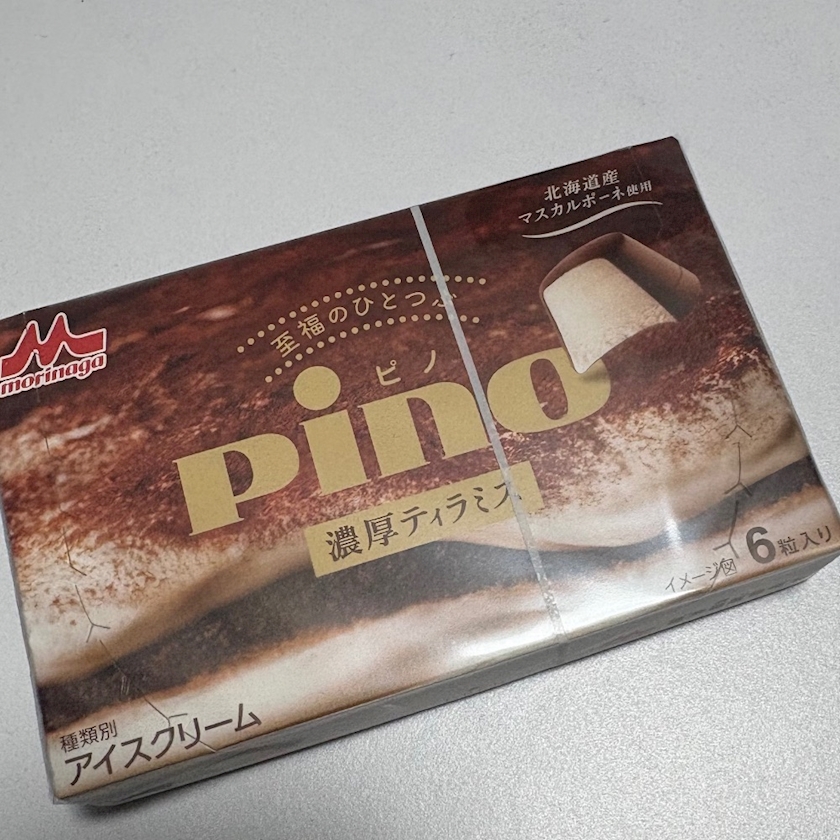 北海道産
マスカルポーネ使用
morinaga
至福のひとつぶ
ピノ
pino
濃厚ティラミス
イメージ図
6粒入り
種類別
アイスクリーム